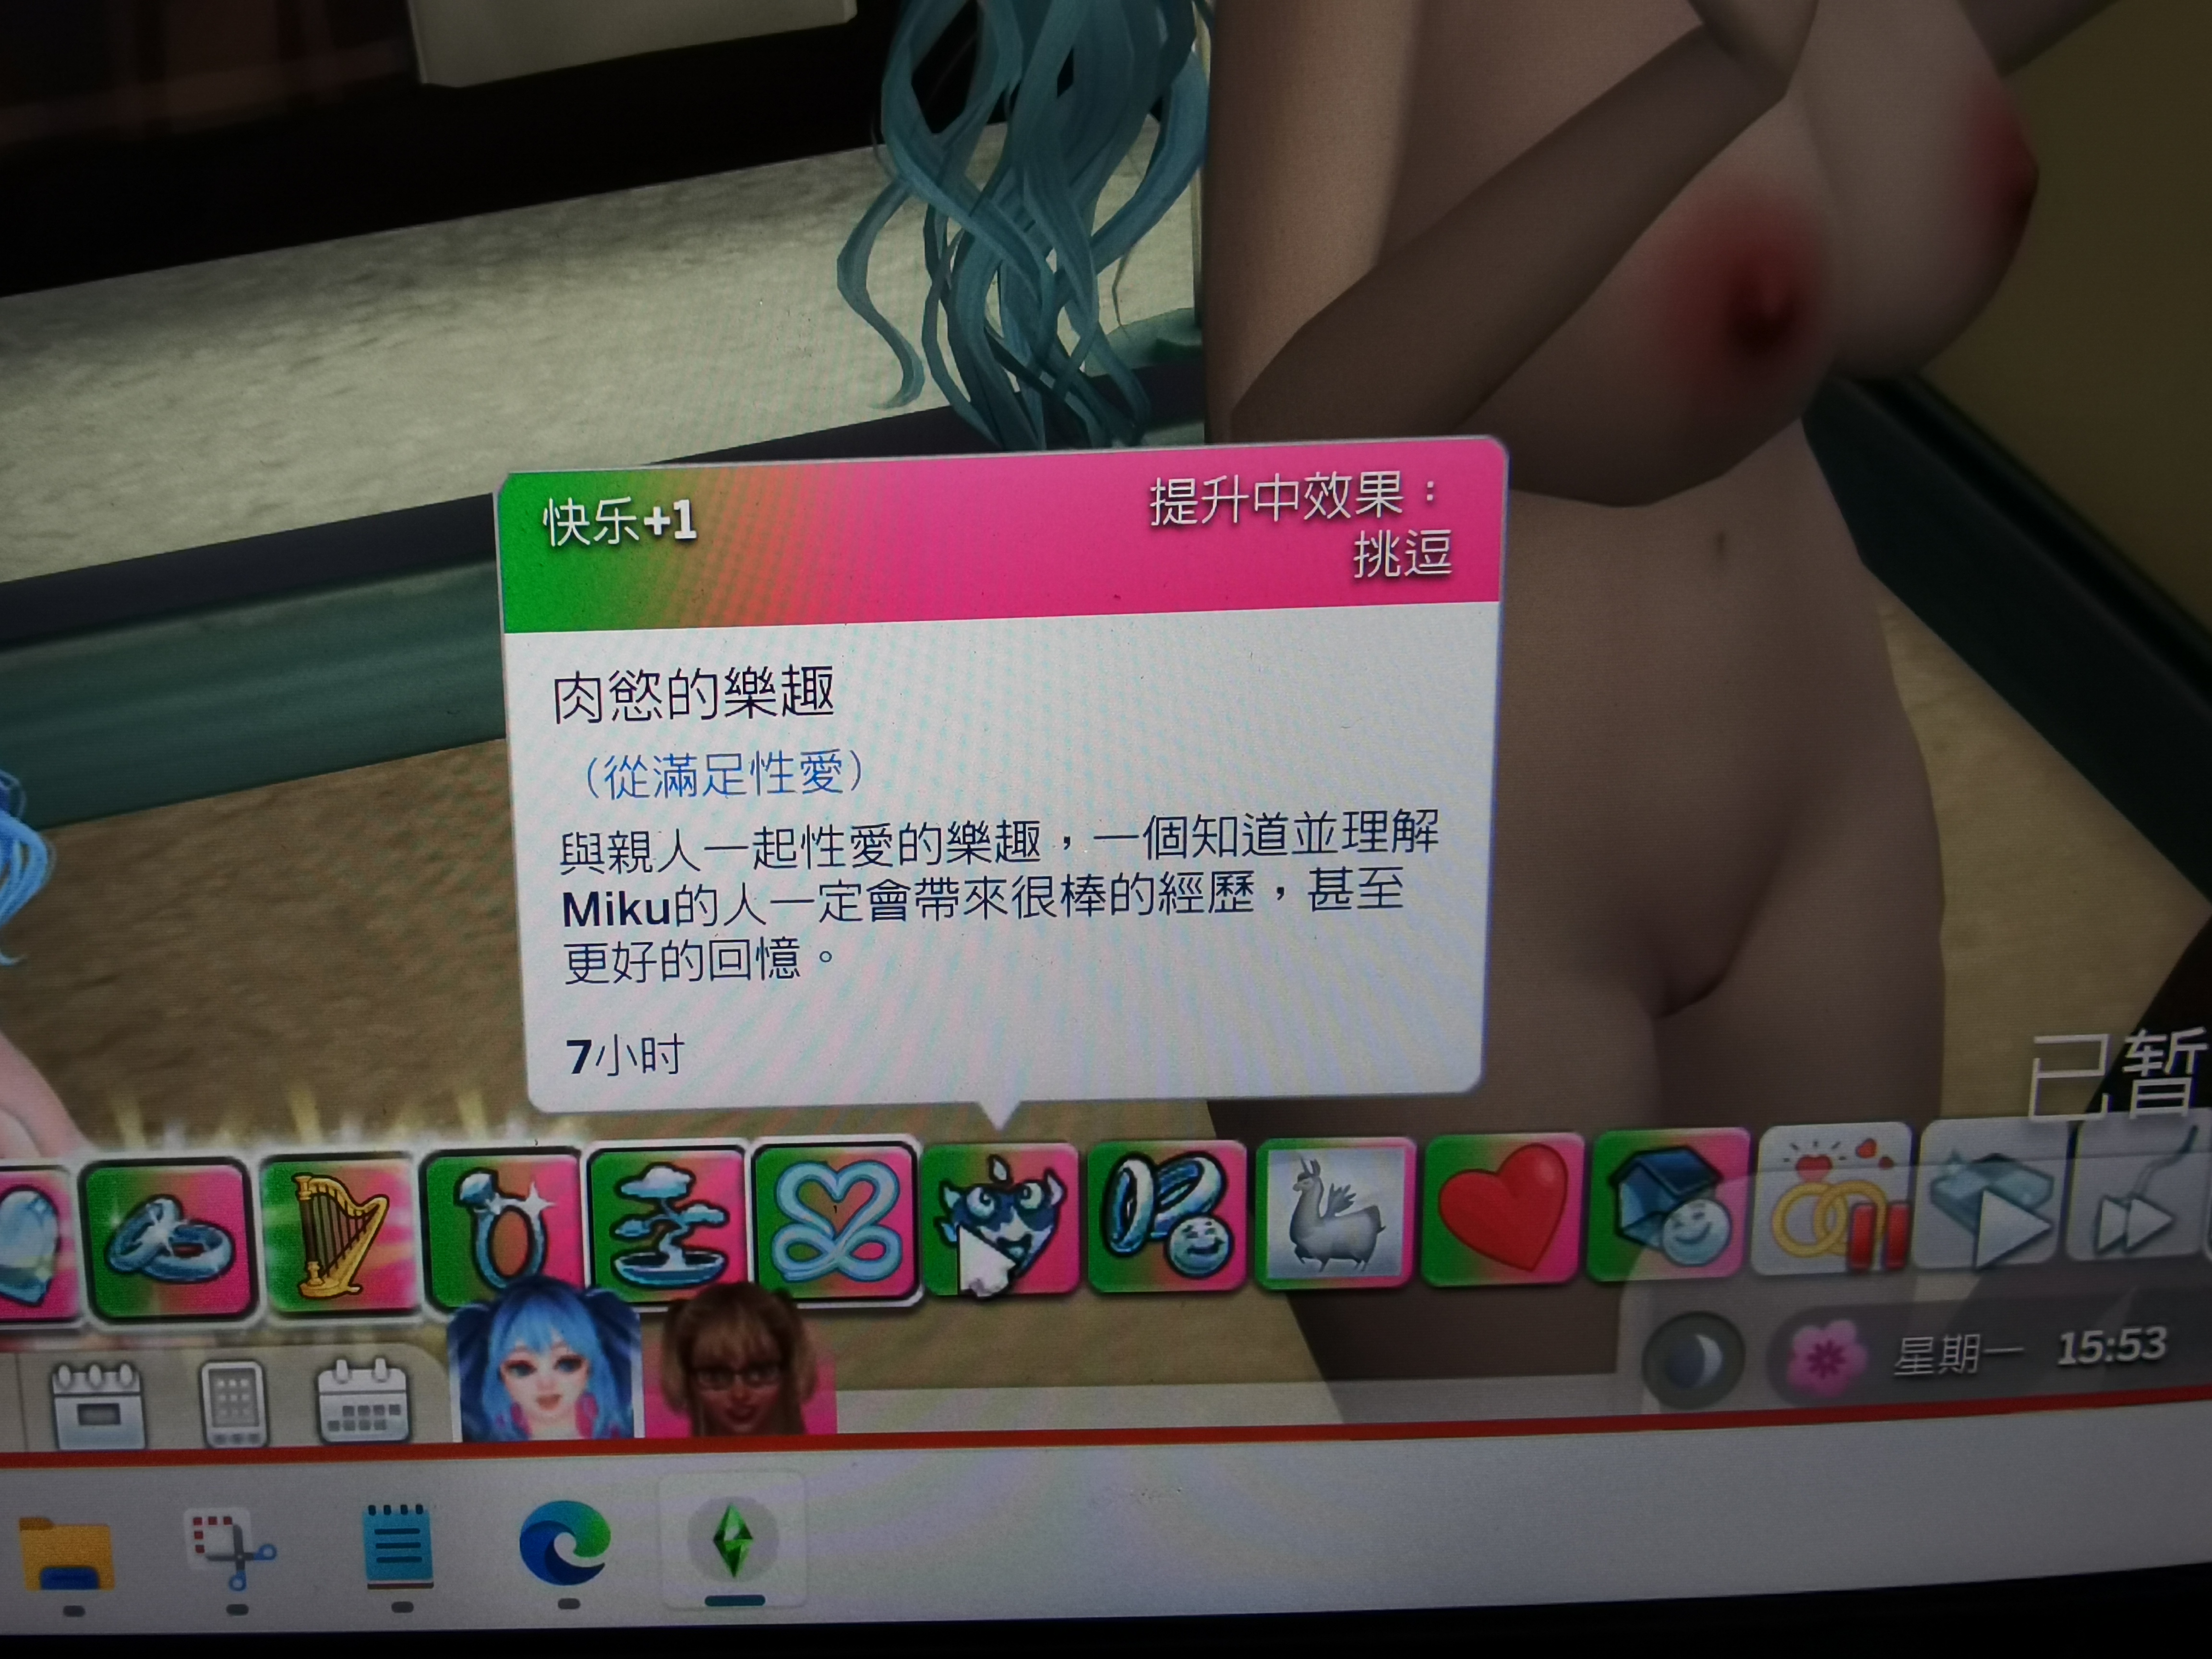 快乐+1
提升中效果：
挑逗
肉慾的樂趣
（從滿足性愛）
與親人一起性愛的樂趣，一個知道並理解
Miku的人一定會帶來很棒的經歷，甚至
更好的回憶。
7小时
已暂
星期一 15:53